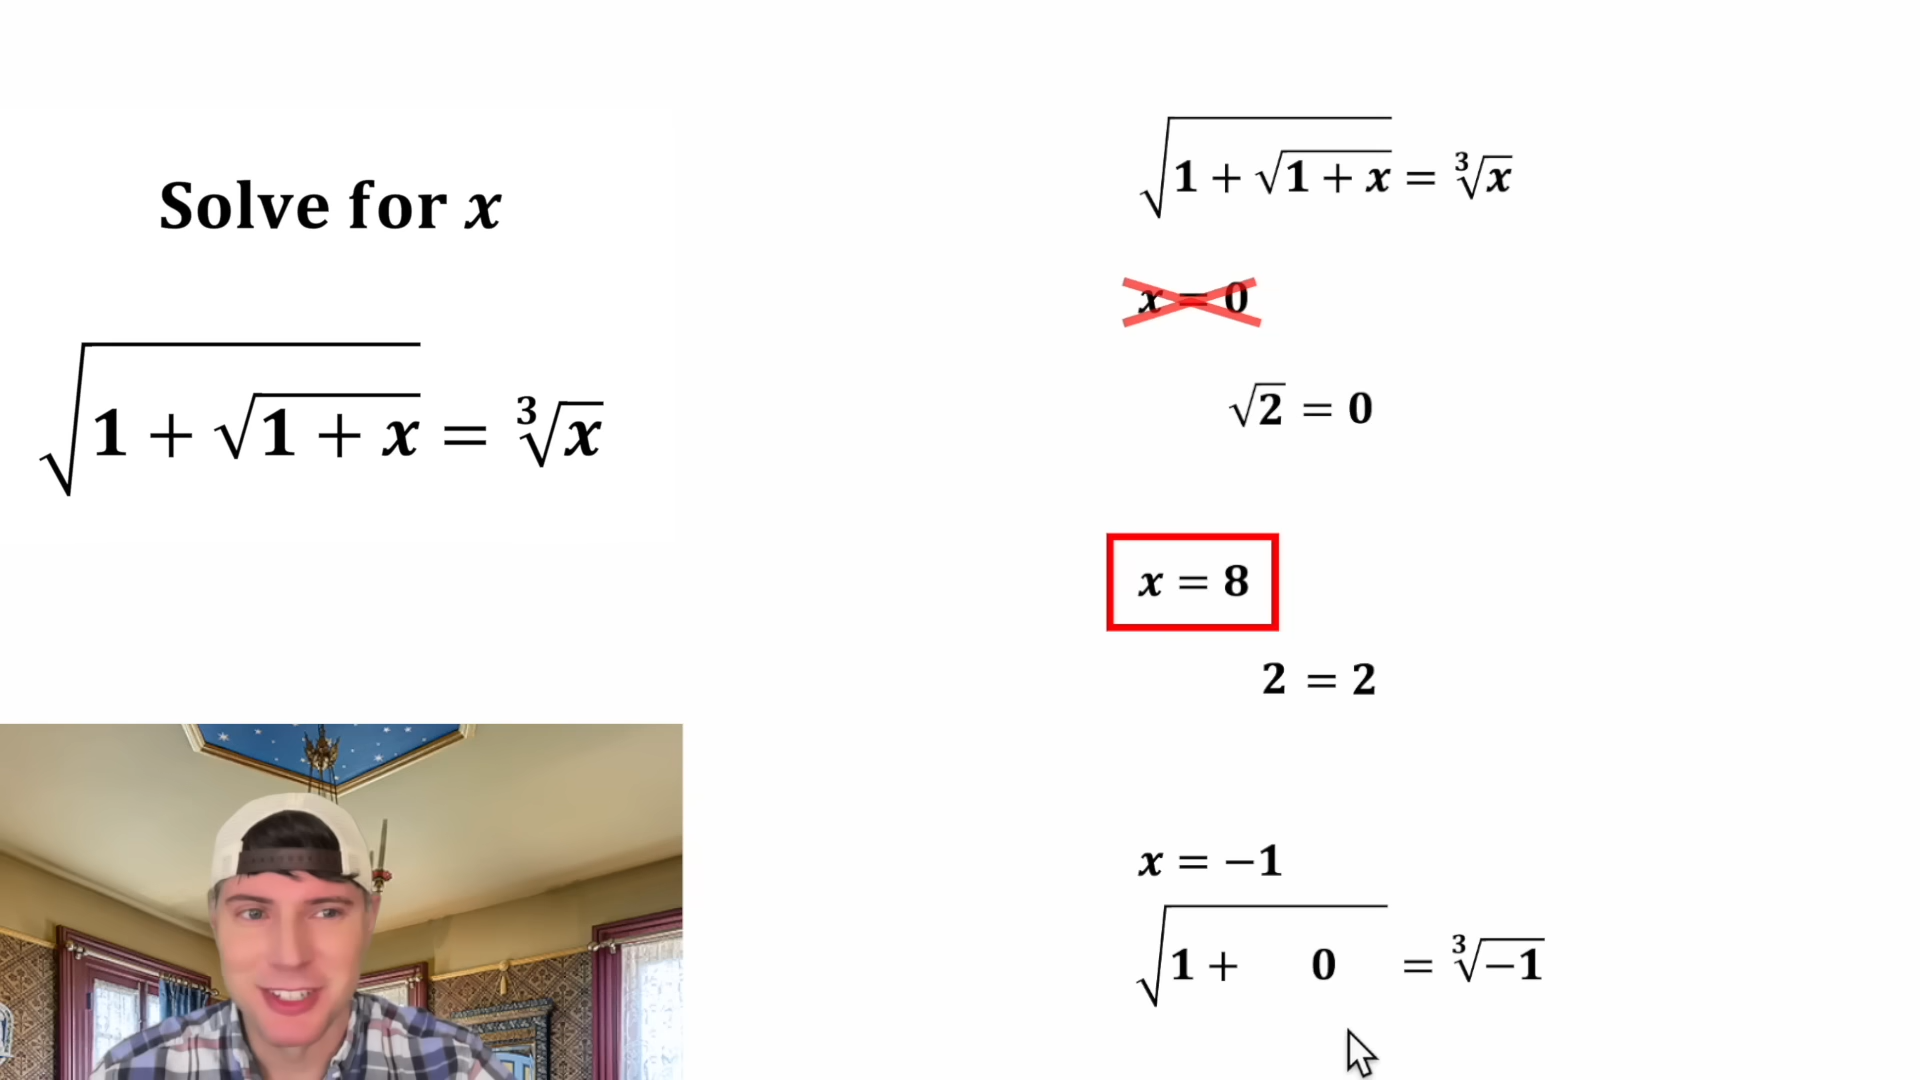 Solve for x
√(1 + √(1 + x)) = ∛x
√(1 + √(1 + x)) = ∛x
x = 0
√2 = 0
x = 8
2 = 2
x = −1
√(1 + 0) = ∛−1